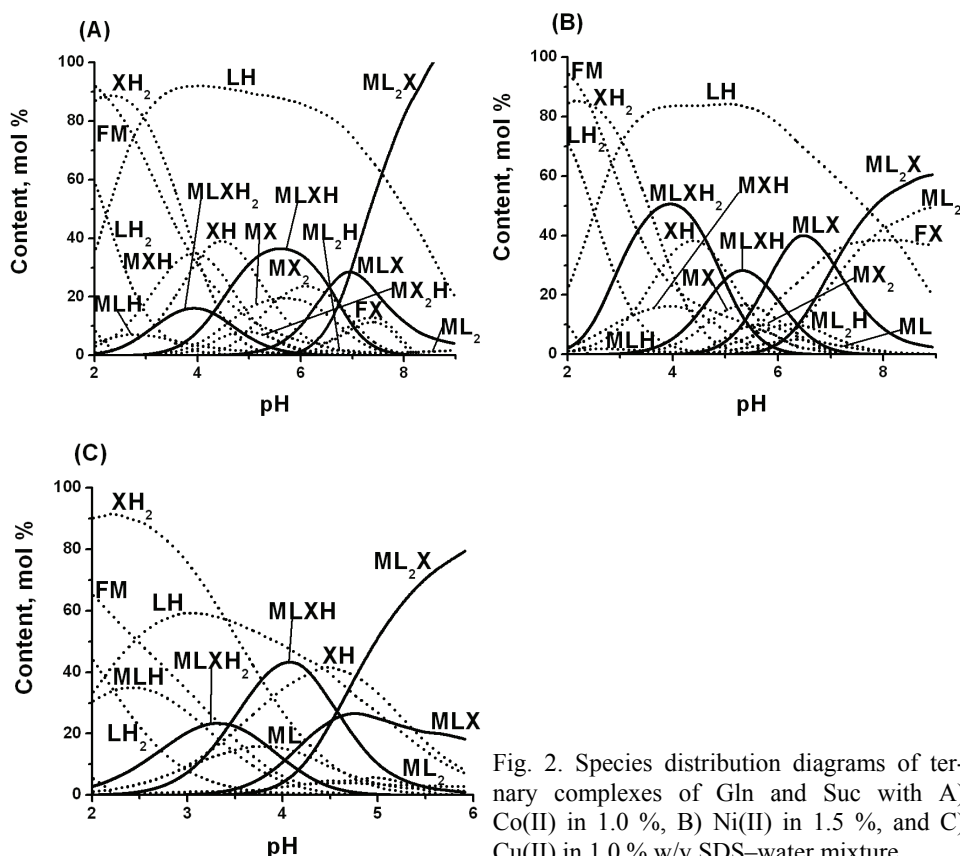 (A)
100
80
60
40
20
0
Content, mol %
2
4
6
8
pH
XH2
LH
ML2X
FM
MLXH2
MLXH
LH2
MXH
XH
MX
ML2H
MLX
MX2
MX2H
FX
MLH
ML2
(B)
100
80
60
40
20
0
Content, mol %
2
4
6
8
pH
FM
XH2
LH
LH2
MXH
ML2X
MLXH2
XH
MLXH
MLX
ML2
FX
MX
MX2
MLH
ML2H
ML
(C)
100
80
60
40
20
0
Content, mol %
2
3
4
5
6
pH
XH2
ML2X
FM
LH
MLXH
MLXH2
XH
MLH
LH2
ML
MLX
ML2
Fig. 2. Species distribution diagrams of ter-
nary complexes of Gln and Suc with A)
Co(II) in 1.0 %, B) Ni(II) in 1.5 %, and C)
Cu(II) in 1.0 % w/v SDS–water mixture